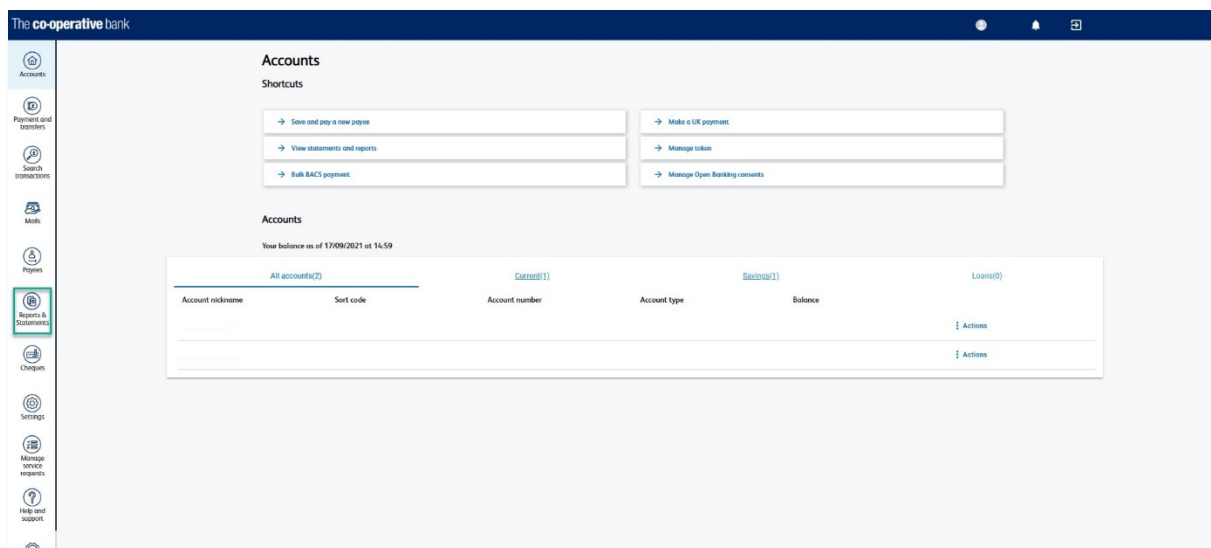 The co-operative bank
Accounts
Payment and
transfers
Search
transactions
Mails
Payees
Reports &
Statements
Cheques
Settings
Manage
service
requests
Help and
support
Accounts
Shortcuts
→ Save and pay a new payee
→ Make a UK payment
→ View statements and reports
→ Manage token
→ Bulk BACS payment
→ Manage Open Banking consents
Accounts
Your balance as of 17/09/2021 at 14:59
All accounts(2) Current(1) Savings(1) Loans(0)
Account nickname Sort code Account number Account type Balance
Actions
Actions